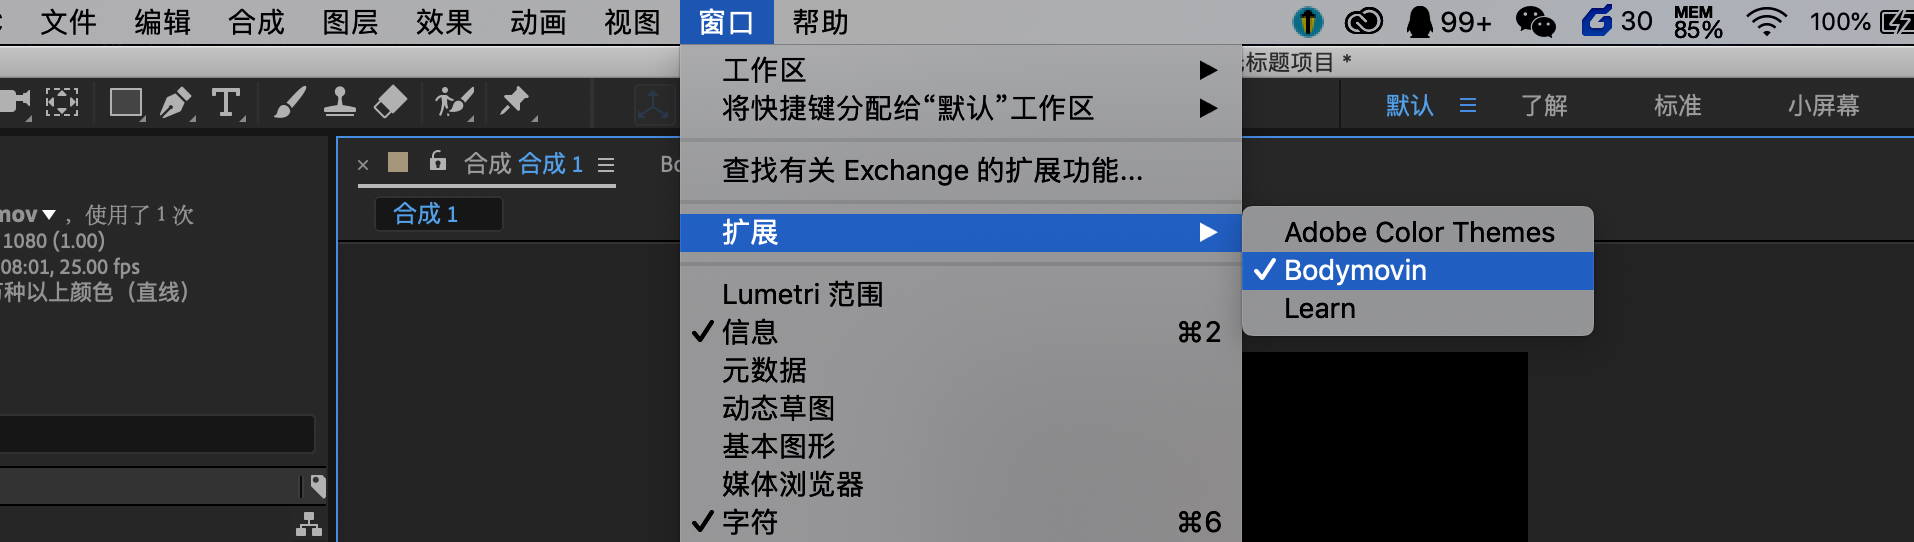 文件 编辑 合成 图层 效果 动画 视图 窗口 帮助 99+ 30 MEM 85% 100%
标题项目 *
工作区
将快捷键分配给“默认”工作区
默认 了解 标准 小屏幕
合成 合成 1
查找有关 Exchange 的扩展功能...
合成 1
mov ，使用了 1 次
1080 (1.00)
08:01, 25.00 fps
种以上颜色（直线）
扩展
Adobe Color Themes
Bodymovin
Learn
Lumetri 范围
信息 ⌘2
元数据
动态草图
基本图形
媒体浏览器
字符 ⌘6